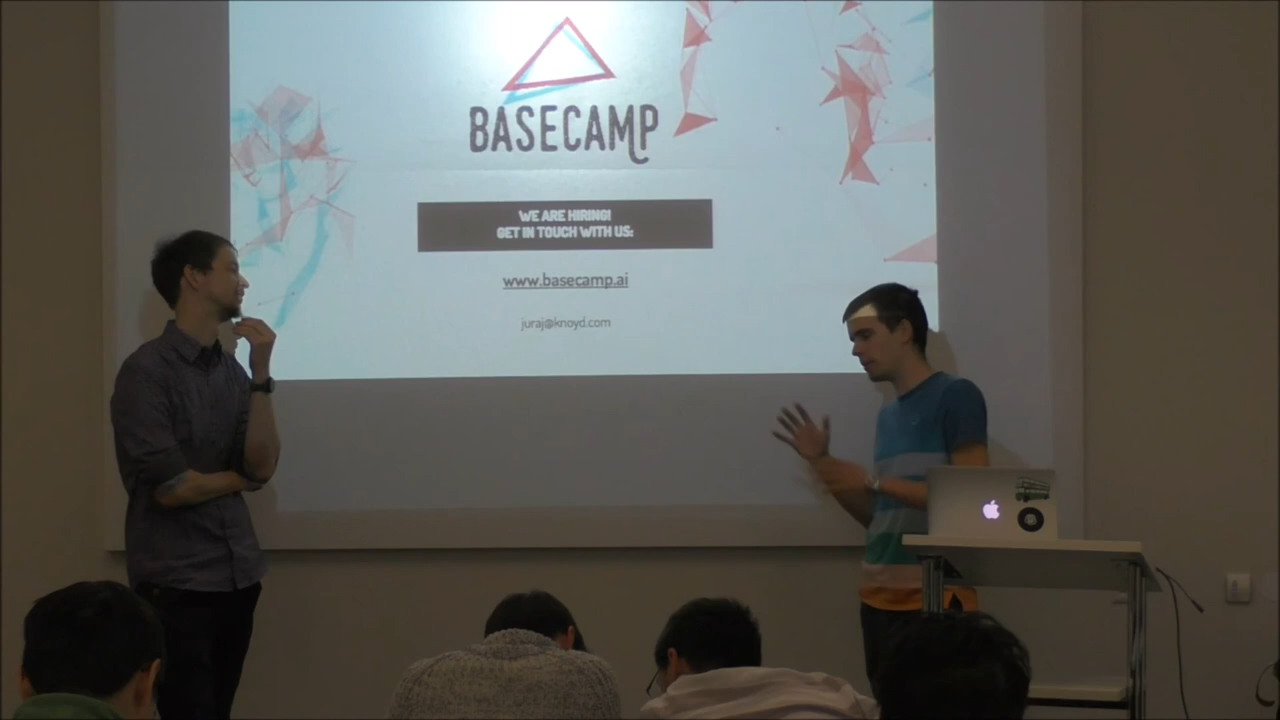 BASECAMP
WE ARE HIRING!
GET IN TOUCH WITH US:
www.basecamp.ai
juraj@knoyd.com